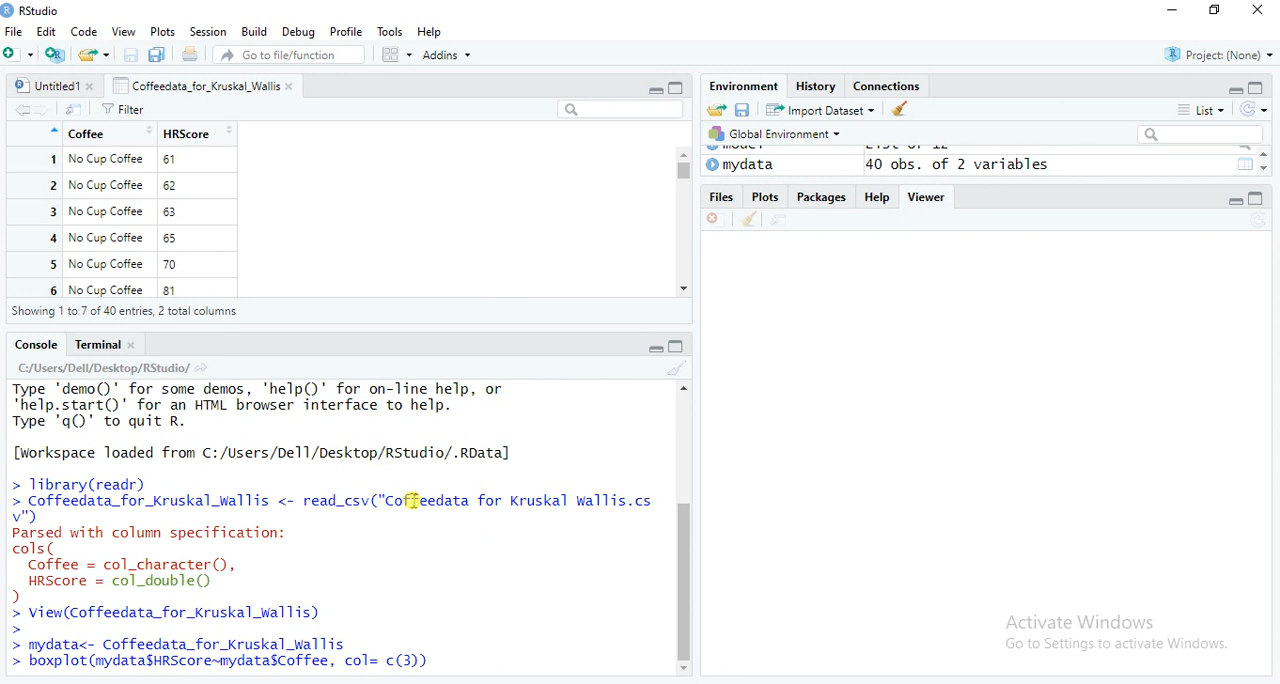 RStudio
File Edit Code View Plots Session Build Debug Profile Tools Help
Go to file/function Addins Project: (None)
Untitled1 Coffeedata_for_Kruskal_Wallis
Filter
Coffee HRScore
1 No Cup Coffee 61
2 No Cup Coffee 62
3 No Cup Coffee 63
4 No Cup Coffee 65
5 No Cup Coffee 70
6 No Cup Coffee 81
Showing 1 to 7 of 40 entries, 2 total columns
Console Terminal
C:/Users/Dell/Desktop/RStudio/
Type 'demo()' for some demos, 'help()' for on-line help, or
'help.start()' for an HTML browser interface to help.
Type 'q()' to quit R.
[Workspace loaded from C:/Users/Dell/Desktop/RStudio/.RData]
> library(readr)
> Coffeedata_for_Kruskal_Wallis <- read_csv("Coffeedata for Kruskal Wallis.cs
v")
Parsed with column specification:
cols(
Coffee = col_character(),
HRScore = col_double()
)
> View(Coffeedata_for_Kruskal_Wallis)
>
> mydata<- Coffeedata_for_Kruskal_Wallis
> boxplot(mydata$HRScore~mydata$Coffee, col= c(3))
Environment History Connections
Import Dataset List
Global Environment
mydata 40 obs. of 2 variables
Files Plots Packages Help Viewer
Activate Windows
Go to Settings to activate Windows.